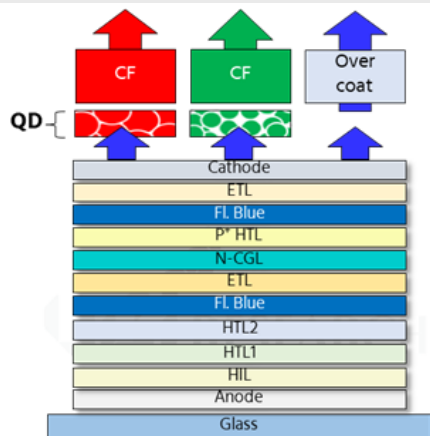 CF
CF
Over
coat
QD
Cathode
ETL
Fl. Blue
P⁺ HTL
N-CGL
ETL
Fl. Blue
HTL2
HTL1
HIL
Anode
Glass